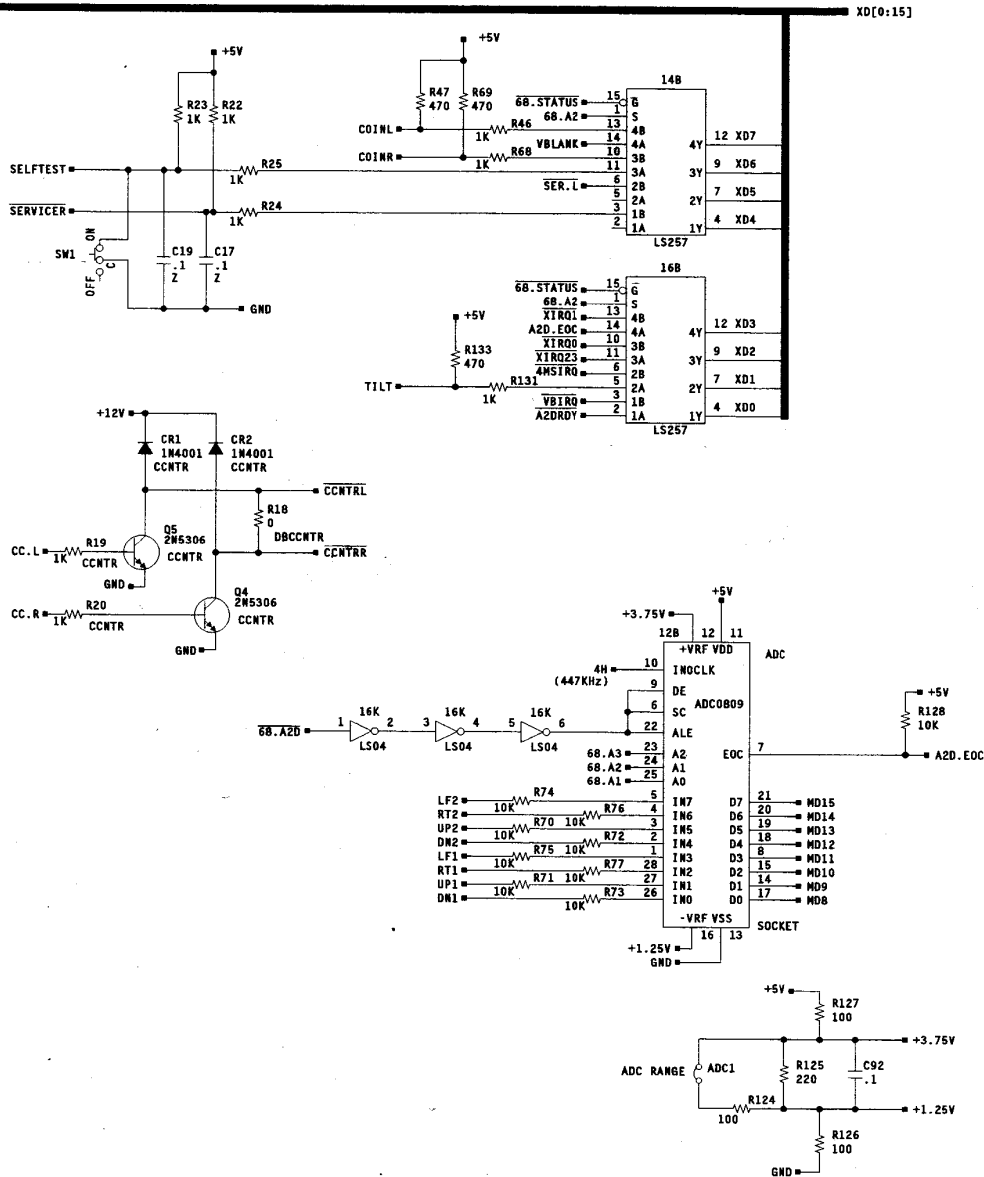 XD[0:15]
+5V
R23
1K
R22
1K
SELFTEST
R25
1K
SERVICER
R24
1K
SW1
ON
C
OFF
C19
.1
Z
C17
.1
Z
GND
+5V
R47
470
R69
470
COINL
R46
1K
COINR
R68
1K
14B
68.STATUS 15 G
68.A2 1 S
13 4B
VBLANK 14 4A
10 3B
11 3A
SER.L 6 2B
5 2A
3 1B
2 1A
4Y 12 XD7
3Y 9 XD6
2Y 7 XD5
1Y 4 XD4
LS257
16B
68.STATUS 15 G
68.A2 1 S
XIRQ1 13 4B
A2D.EOC 14 4A
XIRQ0 10 3B
XIRQ23 11 3A
4MSIRQ 6 2B
5 2A
VBIRQ 3 1B
A2DRDY 2 1A
4Y 12 XD3
3Y 9 XD2
2Y 7 XD1
1Y 4 XD0
LS257
+5V
R133
470
TILT
R131
1K
+12V
CR1
1N4001
CCNTR
CR2
1N4001
CCNTR
CCNTRL
R18
0
DBCCNTR
CCNTRR
CC.L
R19
1K
CCNTR
Q5
2N5306
CCNTR
GND
CC.R
R20
1K
CCNTR
Q4
2N5306
CCNTR
GND
+5V
+3.75V
12B 12 11
+VRF VDD
ADC
4H
(447KHz)
10 INOCLK
9 DE
ADC0809
6 SC
22 ALE
68.A2D
1 16K 2
LS04
3 16K 4
LS04
5 16K 6
LS04
68.A3 23 A2
68.A2 24 A1
68.A1 25 A0
EOC 7
+5V
R128
10K
A2D.EOC
LF2 10K R74 5 IN7
RT2 10K R76 4 IN6
UP2 10K R70 3 IN5
DN2 10K R72 2 IN4
LF1 10K R75 1 IN3
RT1 10K R77 28 IN2
UP1 10K R71 27 IN1
DN1 10K R73 26 IN0
D7 21 MD15
D6 20 MD14
D5 19 MD13
D4 18 MD12
D3 8 MD11
D2 15 MD10
D1 14 MD9
D0 17 MD8
-VRF VSS
SOCKET
16 13
+1.25V
GND
+5V
R127
100
+3.75V
ADC RANGE
ADC1
R125
220
C92
.1
R124
100
+1.25V
R126
100
GND